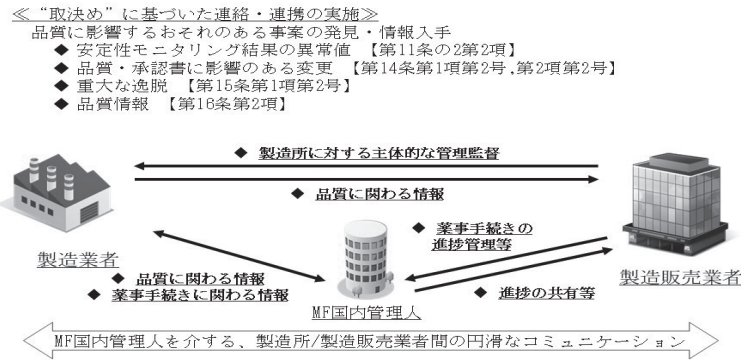 ≪“取決め”に基づいた連絡・連携の実施≫
品質に影響するおそれのある事案の発見・情報入手
◆ 安定性モニタリング結果の異常値 【第11条の2第2項】
◆ 品質・承認書に影響のある変更 【第14条第1項第2号,第2項第2号】
◆ 重大な逸脱 【第15条第1項第2号】
◆ 品質情報 【第16条第2項】
◆ 製造所に対する主体的な管理監督
◆ 品質に関わる情報
◆ 薬事手続きの
進捗管理等
製造業者
製造販売業者
◆ 品質に関わる情報
◆ 薬事手続きに関わる情報
MF国内管理人
◆ 進捗の共有等
MF国内管理人を介する、製造所/製造販売業者間の円滑なコミュニケーション